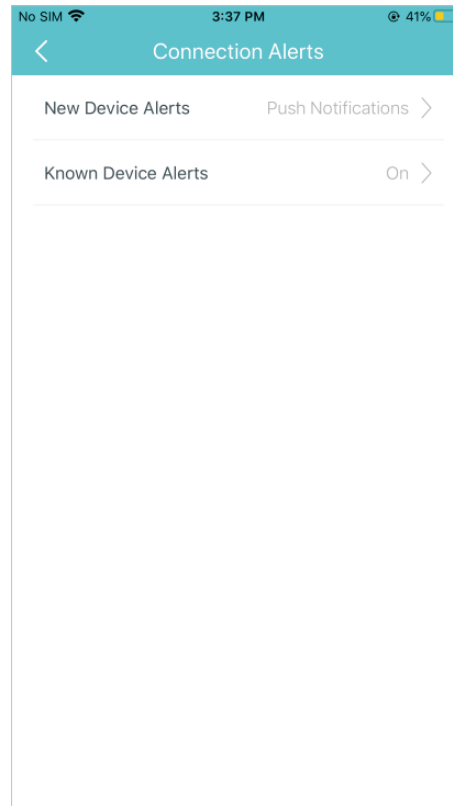 No SIM 3:37 PM 41%
Connection Alerts
New Device Alerts Push Notifications
Known Device Alerts On